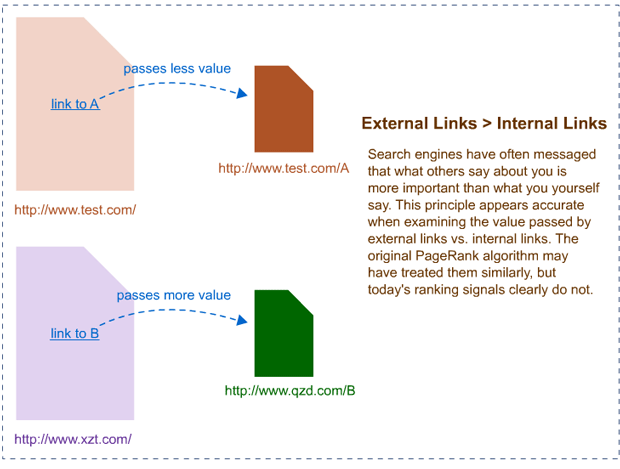 passes less value
link to A
http://www.test.com/A
http://www.test.com/
External Links > Internal Links
Search engines have often messaged
that what others say about you is
more important than what you yourself
say. This principle appears accurate
when examining the value passed by
external links vs. internal links. The
original PageRank algorithm may
have treated them similarly, but
today's ranking signals clearly do not.
passes more value
link to B
http://www.qzd.com/B
http://www.xzt.com/